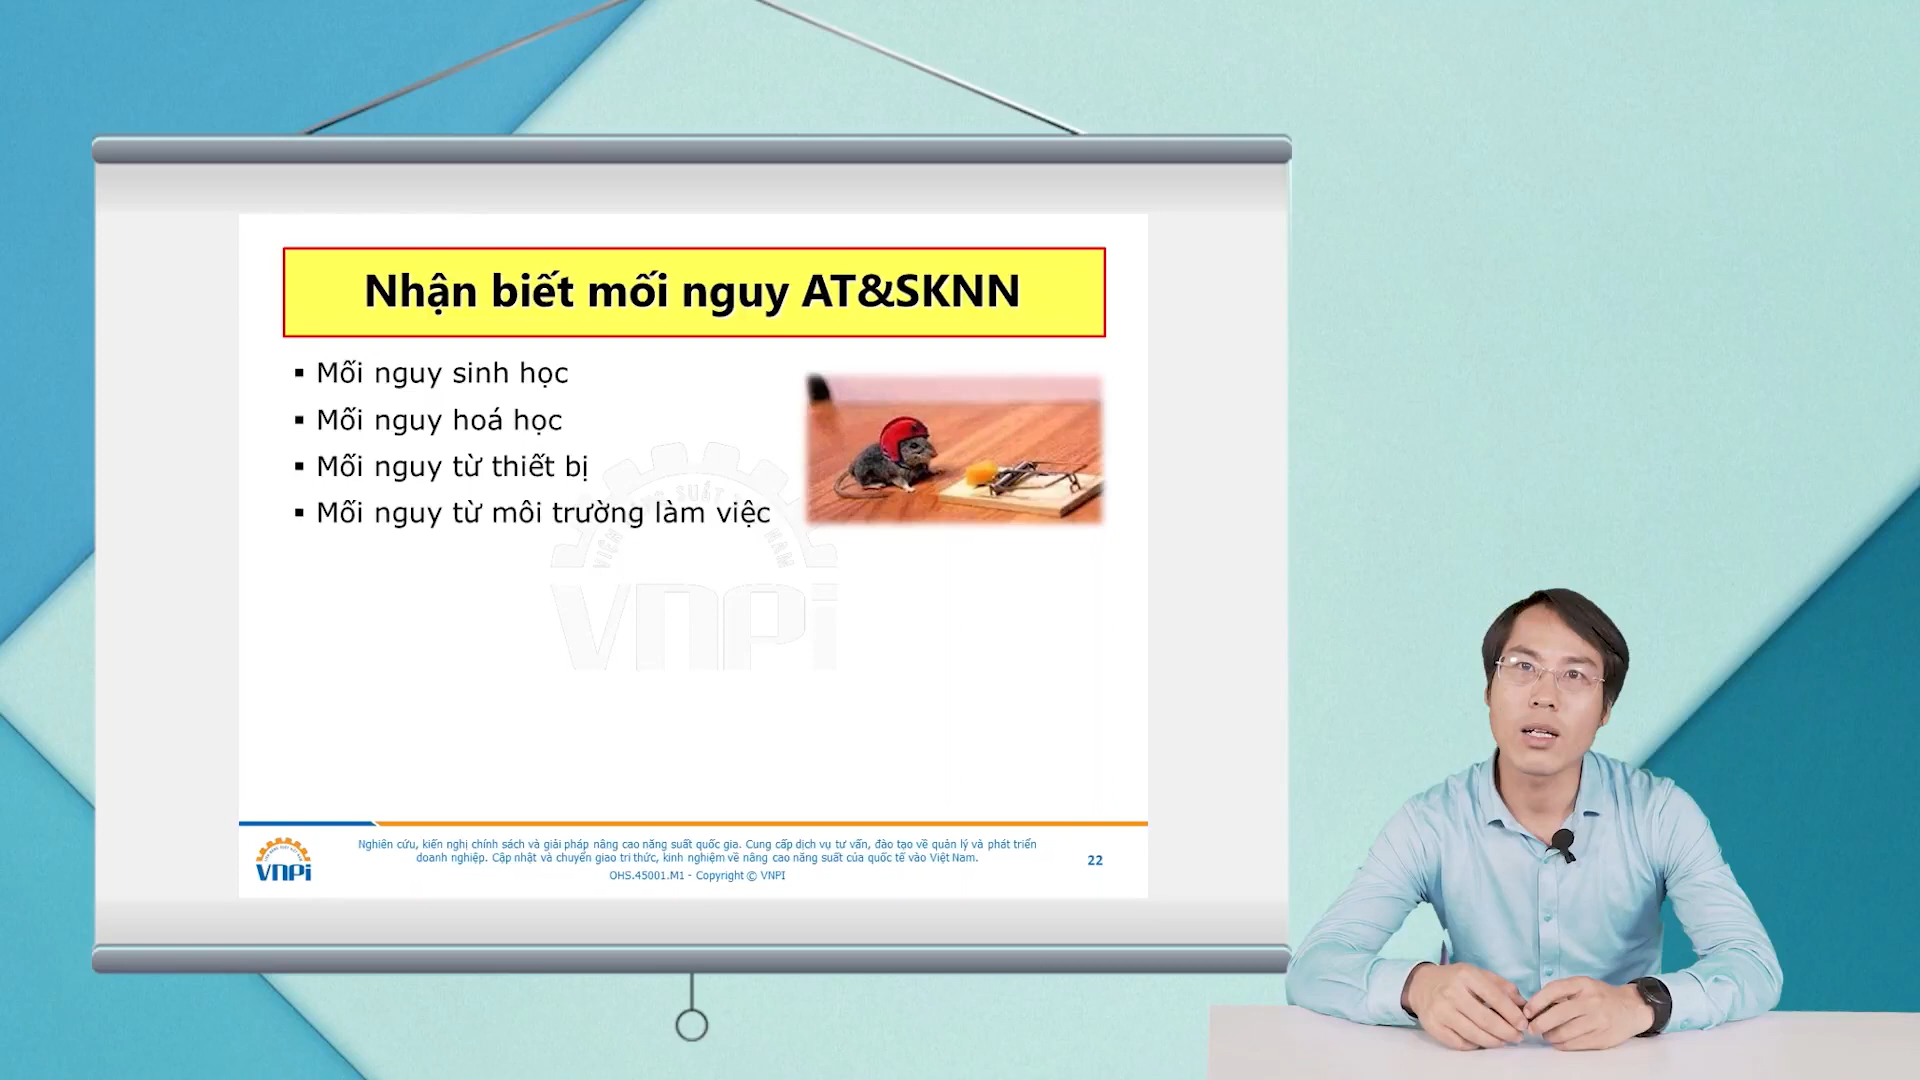 Nhận biết mối nguy AT&SKNN
▪ Mối nguy sinh học
▪ Mối nguy hoá học
▪ Mối nguy từ thiết bị
▪ Mối nguy từ môi trường làm việc
VNPi
Nghiên cứu, kiến nghị chính sách và giải pháp nâng cao năng suất quốc gia. Cung cấp dịch vụ tư vấn, đào tạo về quản lý và phát triển
doanh nghiệp. Cập nhật và chuyển giao tri thức, kinh nghiệm về nâng cao năng suất của quốc tế vào Việt Nam.
OHS.45001.M1 - Copyright © VNPI
VNPi
22